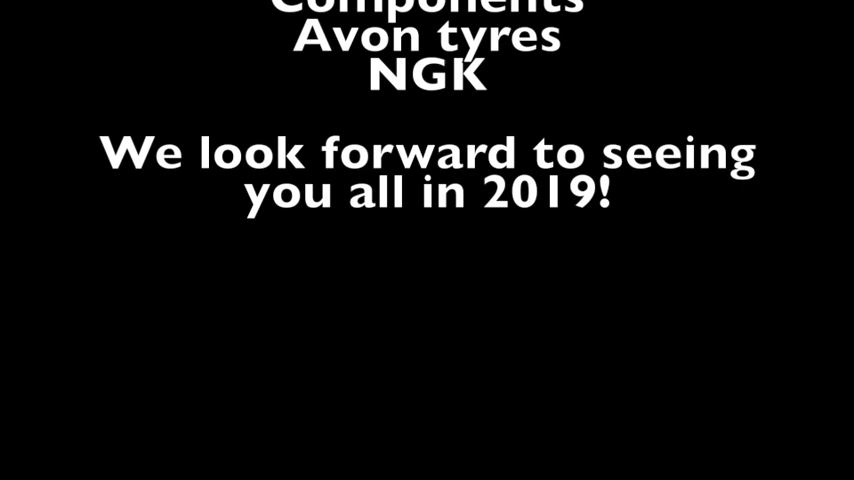 Components
Avon tyres
NGK
We look forward to seeing
you all in 2019!